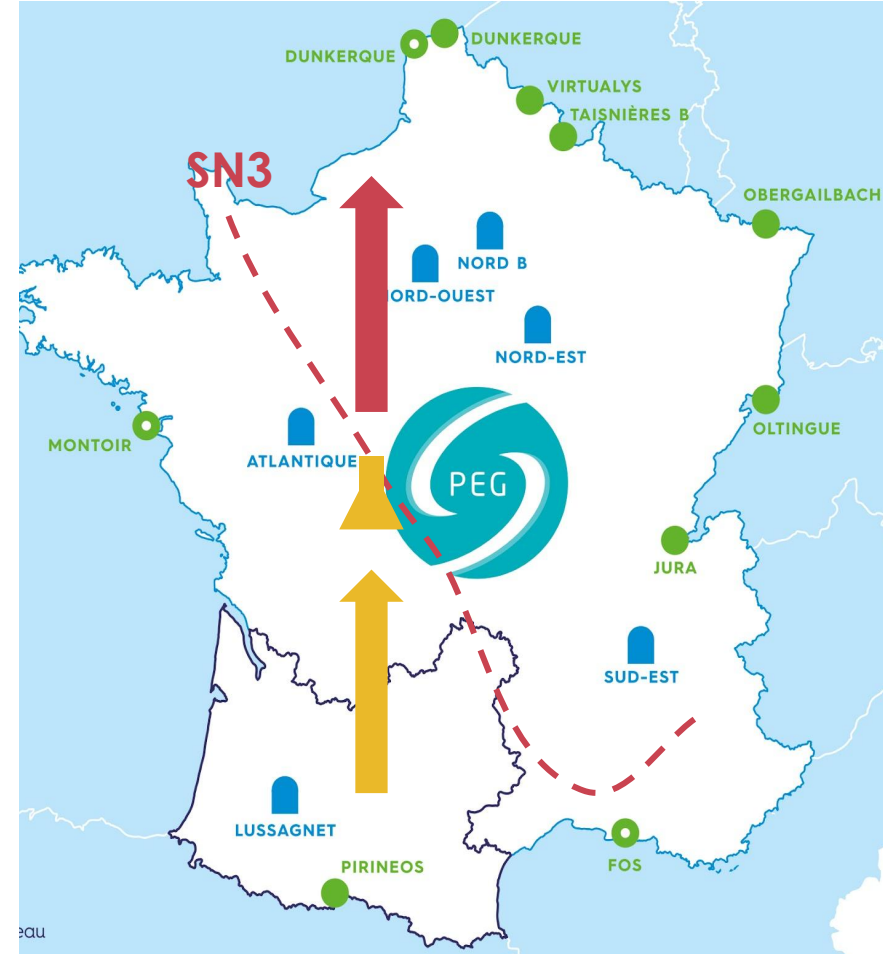 DUNKERQUE
DUNKERQUE
VIRTUALYS
TAISNIÈRES B
SN3
OBERGAILBACH
NORD B
ORD-OUEST
NORD-EST
OLTINGUE
MONTOIR
ATLANTIQUE
PEG
JURA
SUD-EST
LUSSAGNET
PIRINEOS
FOS
eau